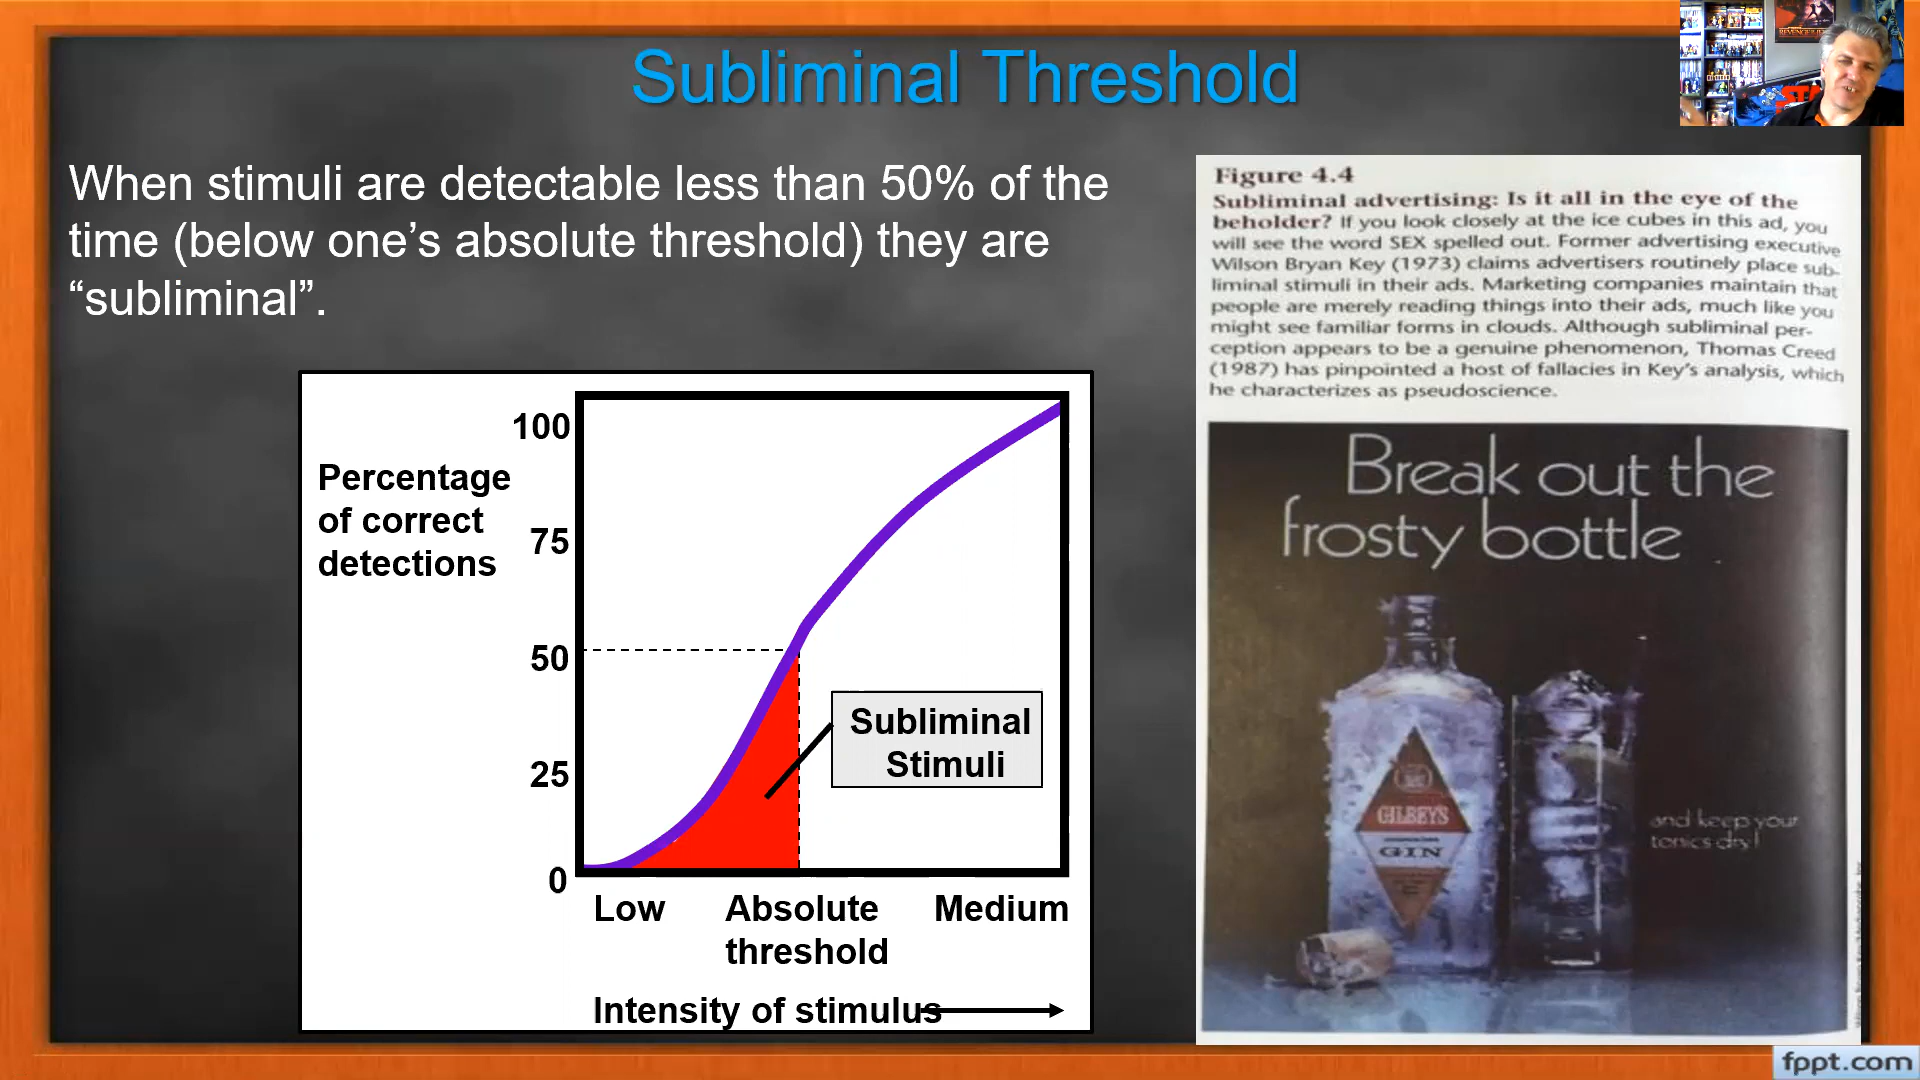 Subliminal Threshold
When stimuli are detectable less than 50% of the
time (below one’s absolute threshold) they are
“subliminal”.
100
Percentage
of correct
detections
75
50
25
0
Subliminal
Stimuli
Low
Absolute
threshold
Medium
Intensity of stimulus
Figure 4.4
Subliminal advertising: Is it all in the eye of the
beholder? If you look closely at the ice cubes in this ad, you
will see the word SEX spelled out. Former advertising executive
Wilson Bryan Key (1973) claims advertisers routinely place sub-
liminal stimuli in their ads. Marketing companies maintain that
people are merely reading things into their ads, much like you
might see familiar forms in clouds. Although subliminal per-
ception appears to be a genuine phenomenon, Thomas Creed
(1987) has pinpointed a host of fallacies in Key's analysis, which
he characterizes as pseudoscience.
Break out the
frosty bottle
GILBEY'S
GIN
and keep your
tonics dry!
fppt.com